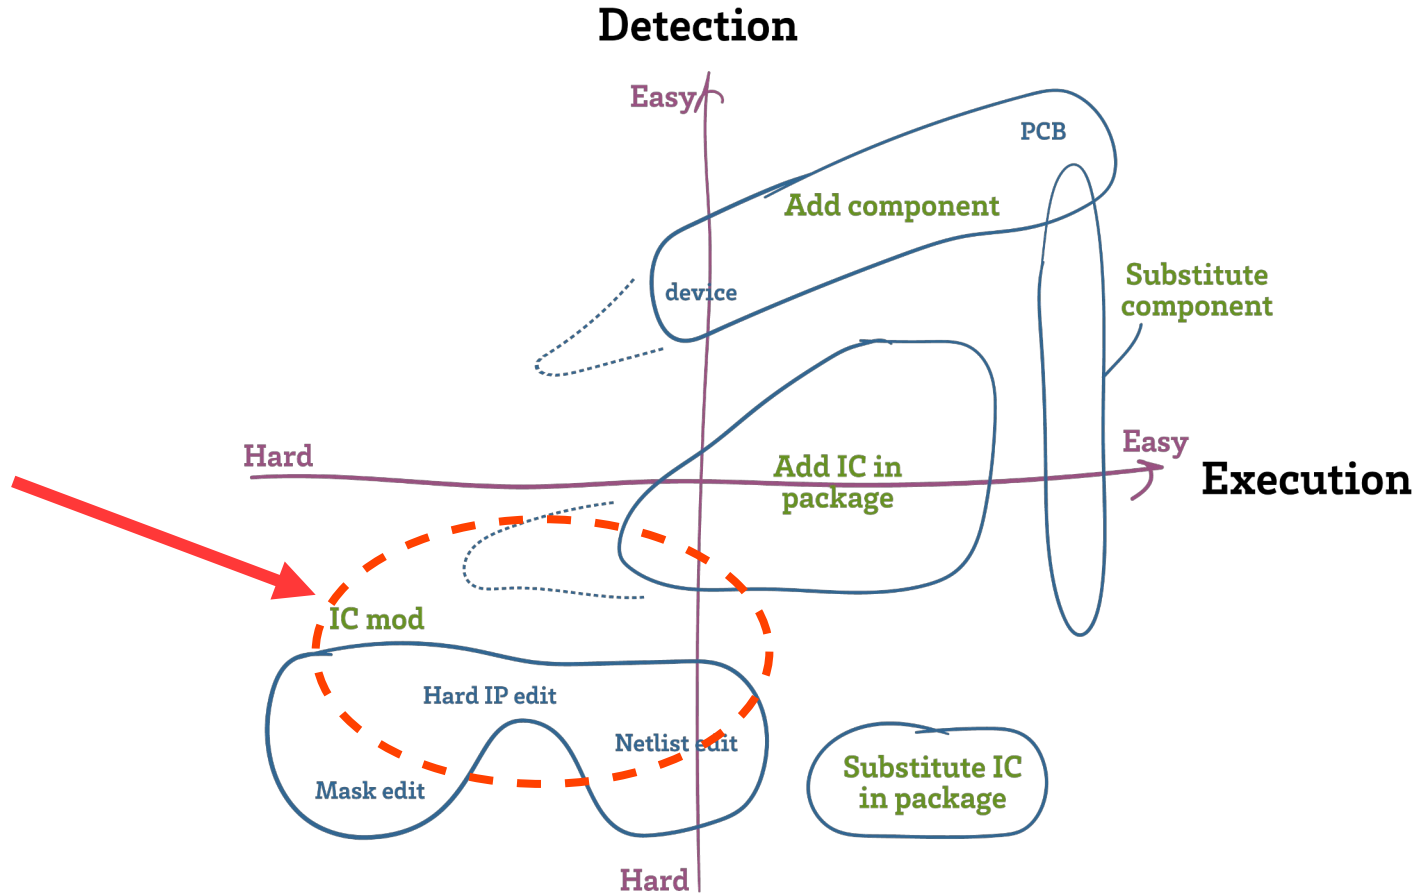 Detection
Easy
PCB
Add component
device
Substitute
component
Easy
Hard
Add IC in
package
Execution
IC mod
Hard IP edit
Netlist edit
Mask edit
Substitute IC
in package
Hard